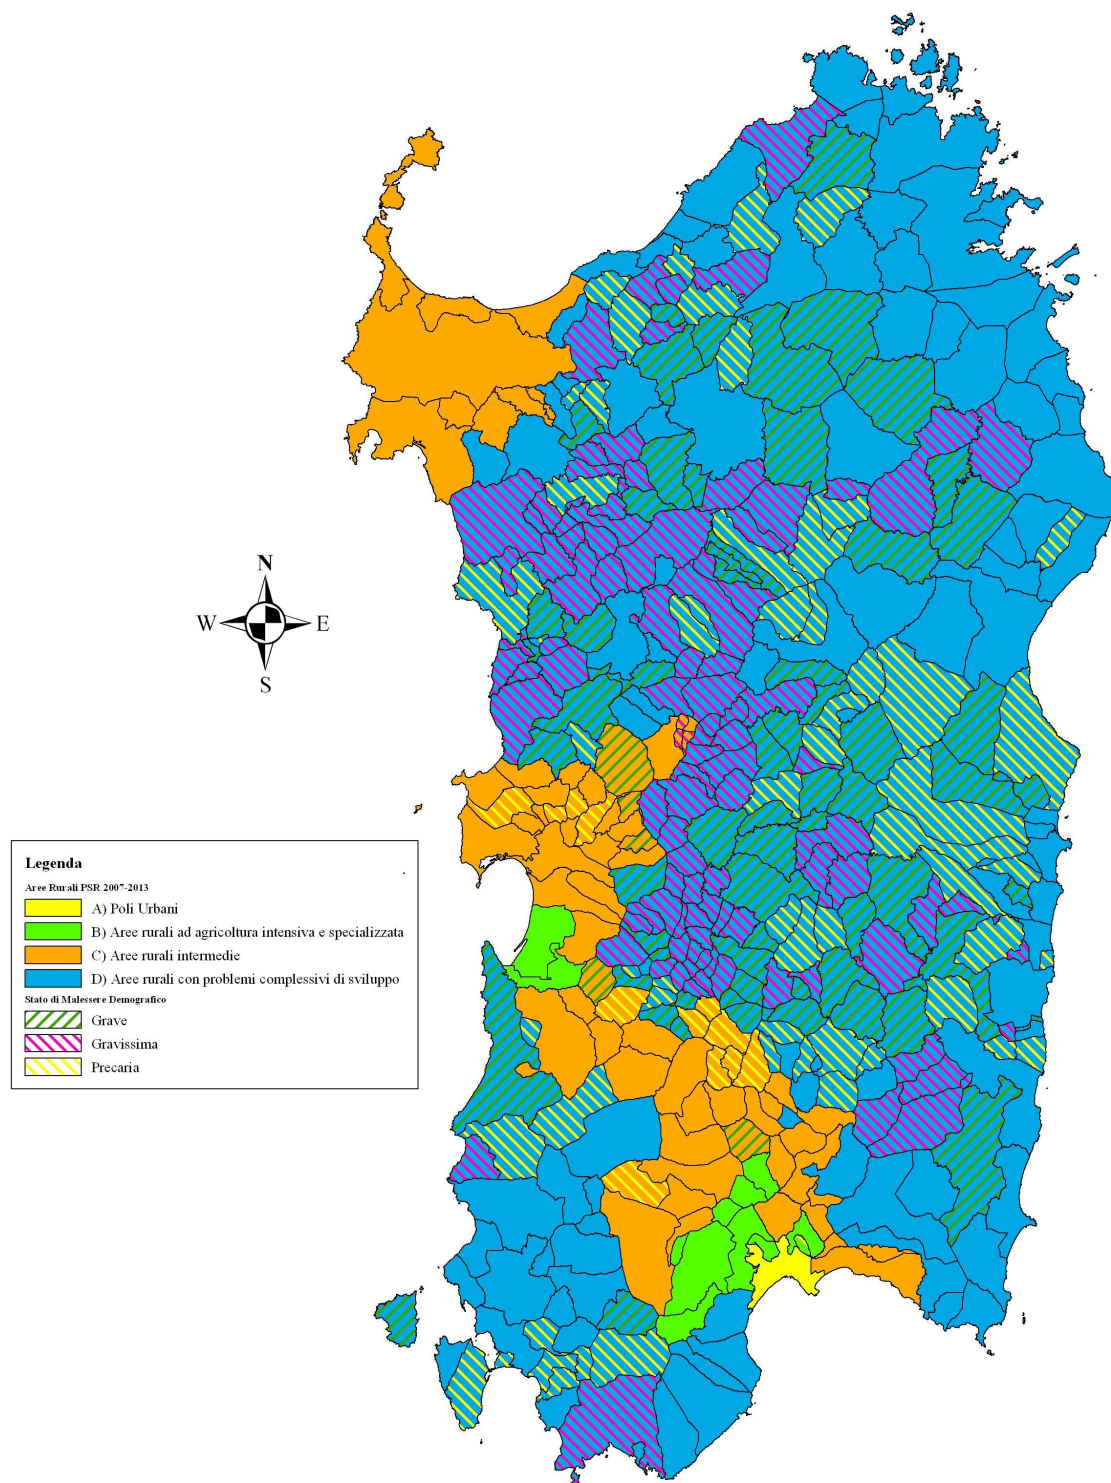 N
W
E
S
Legenda
Aree Rurali PSR 2007-2013
A) Poli Urbani
B) Aree rurali ad agricoltura intensiva e specializzata
C) Aree rurali intermedie
D) Aree rurali con problemi complessivi di sviluppo
Stato di Malessere Demografico
Grave
Gravissima
Precaria